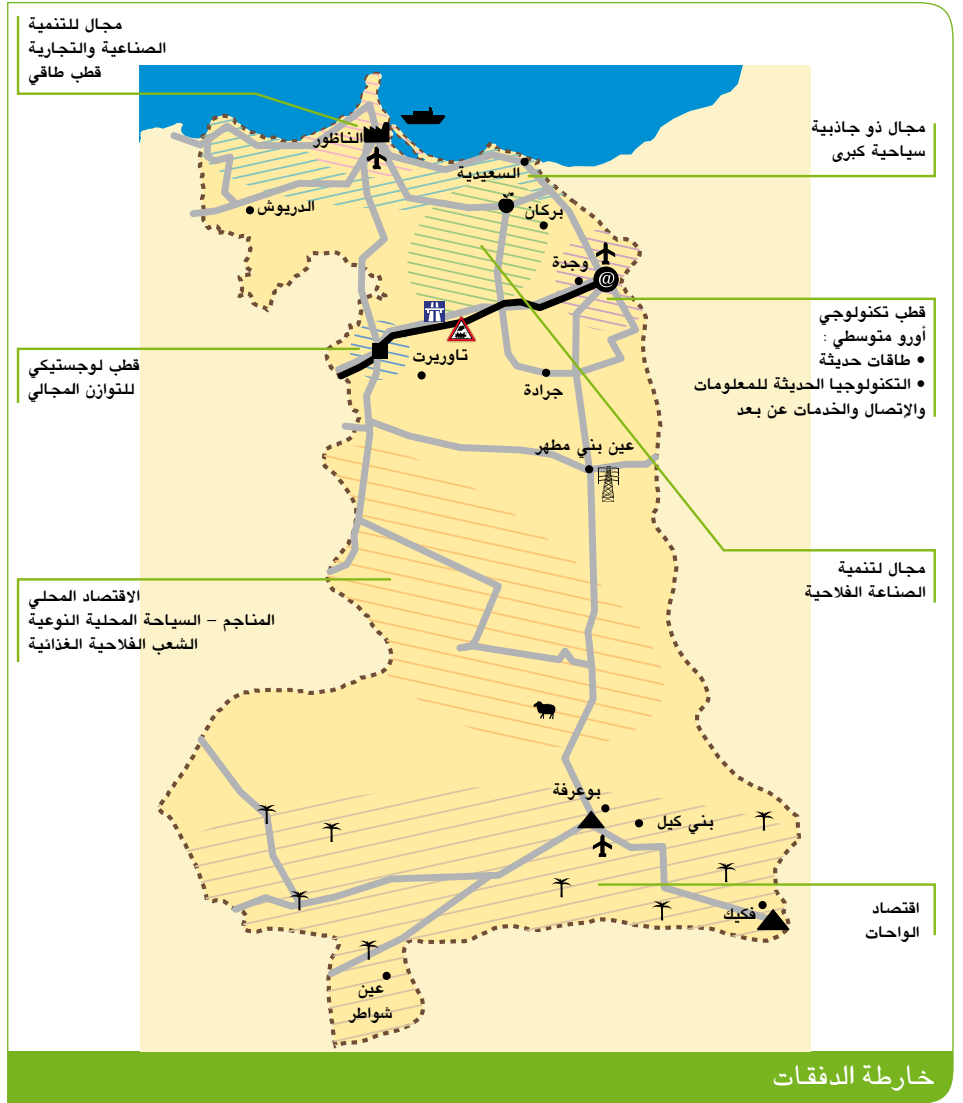 مجال للتنمية
الصناعية والتجارية
قطب طاقي
مجال ذو جاذبية
سياحية كبرى
الناظور
السعيدية
الدريوش
بركان
وجدة
@
قطب تكنولوجي
أورو متوسطي :
• طاقات حديثة
• التكنولوجيا الحديثة للمعلومات
والإتصال والخدمات عن بعد
قطب لوجستيكي
للتوازن المجالي
تاوريرت
جرادة
عين بني مطهر
مجال لتنمية
الصناعة الفلاحية
الاقتصاد المحلي
المناجم – السياحة المحلية النوعية
الشعب الفلاحية الغذائية
بوعرفة
بني كيل
فكيك
اقتصاد
الواحات
عين
شواطر
خارطة الدفقات